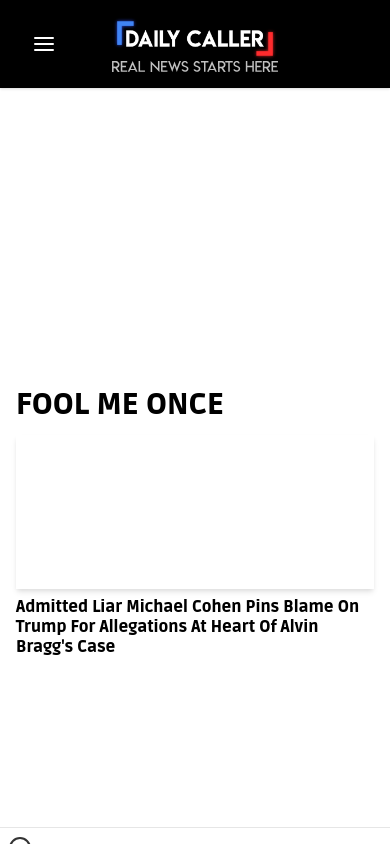 DAILY CALLER
REAL NEWS STARTS HERE
FOOL ME ONCE
Admitted Liar Michael Cohen Pins Blame On
Trump For Allegations At Heart Of Alvin
Bragg's Case